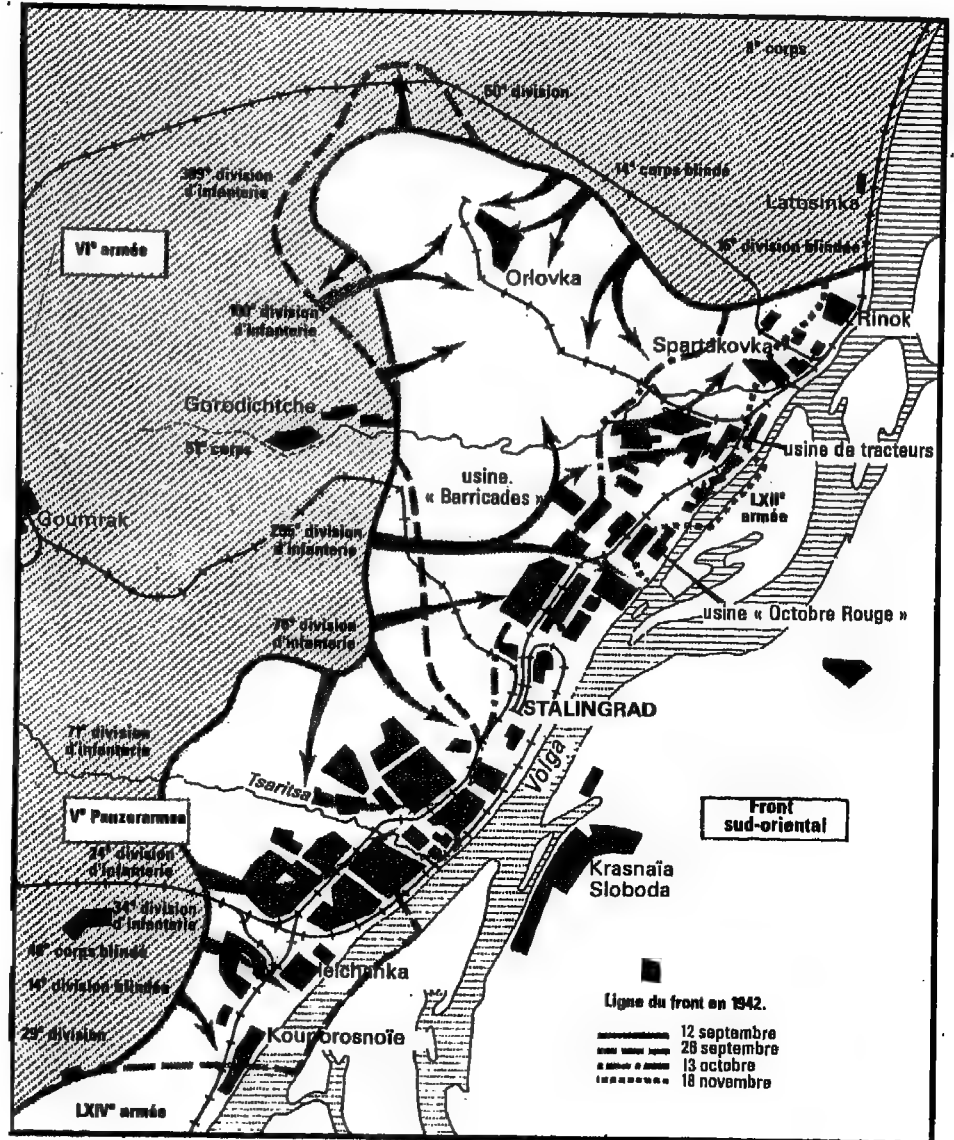 8e corps
60e division
389e division
d'infanterie
14e corps blindé
Latosinka
VIe armée
16e division blindée
Orlovka
d'infanterie
Rinok
Spartakovka
Gorodichtche
51e corps
usine de tracteurs
usine
« Barricades »
LXIIe
armée
Goumrak
295e division
d'infanterie
usine « Octobre Rouge »
76e division
d'infanterie
STALINGRAD
71e division
d'infanterie
Volga
Tsaritsa
Ve Panzerarmee
Front
sud-oriental
24e division
d'infanterie
Krasnaïa
Sloboda
34e division
d'infanterie
48e corps blindé
Ielchanka
14e division blindée
Ligne du front en 1942.
29e division
Kouporosnoïe
12 septembre
26 septembre
13 octobre
18 novembre
LXIVe armée